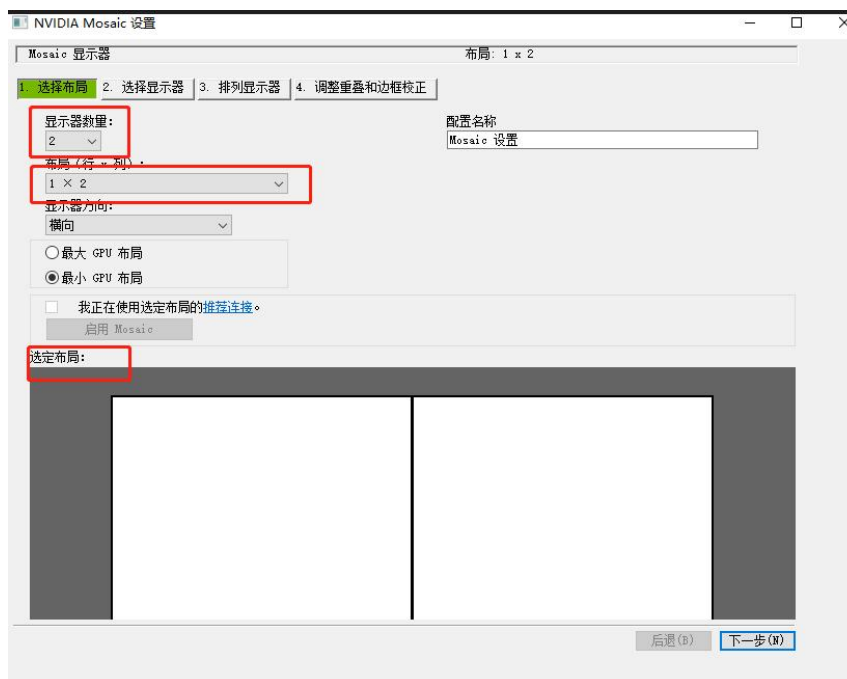 NVIDIA Mosaic 设置
Mosaic 显示器
布局: 1 x 2
1. 选择布局
2. 选择显示器
3. 排列显示器
4. 调整重叠和边框校正
显示器数量:
配置名称
2
Mosaic 设置
布局（行 x 列）:
1 × 2
显示器方向:
横向
最大 GPU 布局
最小 GPU 布局
我正在使用选定布局的推荐连接。
启用 Mosaic
选定布局:
后退(B)
下一步(N)